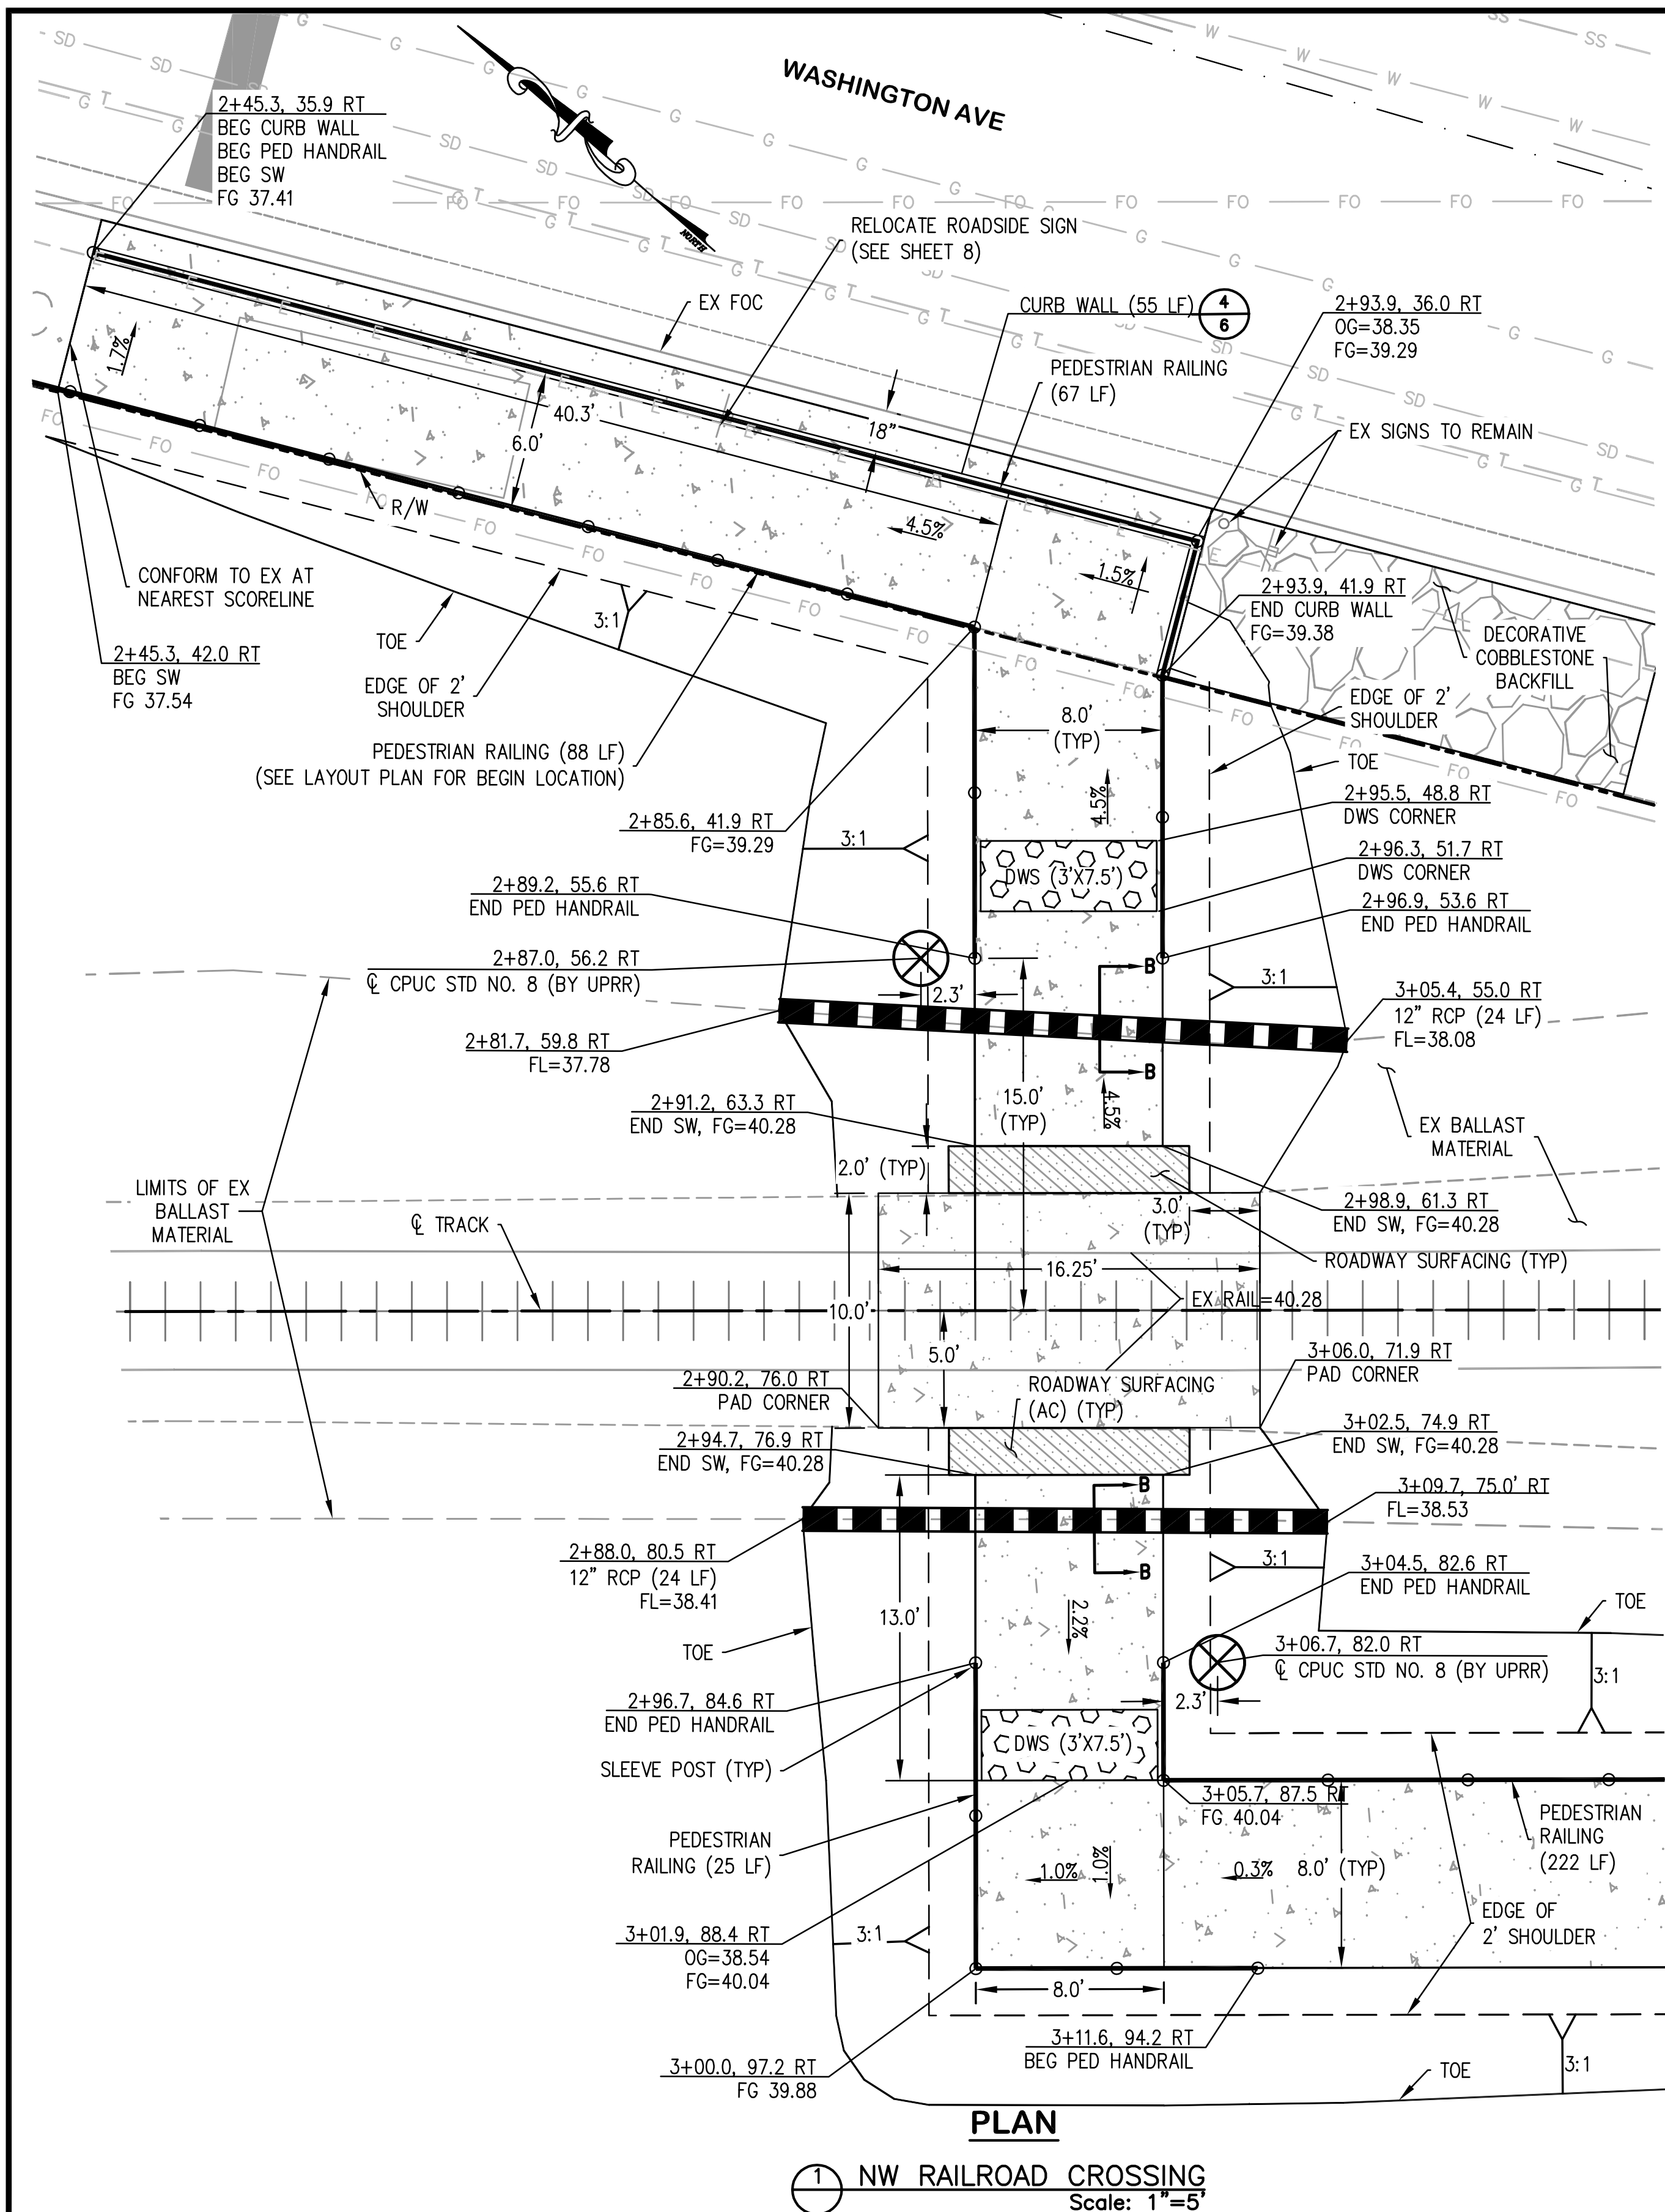 WASHINGTON AVE
NORTH
2+45.3, 35.9 RT
BEG CURB WALL
BEG PED HANDRAIL
BEG SW
FG 37.41
RELOCATE ROADSIDE SIGN
(SEE SHEET 8)
EX FOC
CURB WALL (55 LF)
4
6
2+93.9, 36.0 RT
OG=38.35
FG=39.29
PEDESTRIAN RAILING
(67 LF)
EX SIGNS TO REMAIN
1.7%
40.3'
6.0'
18"
R/W
4.5%
1.5%
CONFORM TO EX AT
NEAREST SCORELINE
TOE
3:1
2+45.3, 42.0 RT
BEG SW
FG 37.54
EDGE OF 2'
SHOULDER
2+93.9, 41.9 RT
END CURB WALL
FG=39.38
DECORATIVE
COBBLESTONE
BACKFILL
EDGE OF 2'
SHOULDER
TOE
PEDESTRIAN RAILING (88 LF)
(SEE LAYOUT PLAN FOR BEGIN LOCATION)
8.0'
(TYP)
4.5%
2+95.5, 48.8 RT
DWS CORNER
2+85.6, 41.9 RT
FG=39.29
3:1
DWS (3'X7.5')
2+96.3, 51.7 RT
DWS CORNER
2+89.2, 55.6 RT
END PED HANDRAIL
2+96.9, 53.6 RT
END PED HANDRAIL
2+87.0, 56.2 RT
℄ CPUC STD NO. 8 (BY UPRR)
2.3'
B
B
3:1
3+05.4, 55.0 RT
12" RCP (24 LF)
FL=38.08
2+81.7, 59.8 RT
FL=37.78
15.0'
(TYP)
4.5%
2+91.2, 63.3 RT
END SW, FG=40.28
EX BALLAST
MATERIAL
2.0' (TYP)
LIMITS OF EX
BALLAST
MATERIAL
℄ TRACK
3.0'
(TYP)
2+98.9, 61.3 RT
END SW, FG=40.28
ROADWAY SURFACING (TYP)
16.25'
10.0'
EX RAIL=40.28
5.0'
3+06.0, 71.9 RT
PAD CORNER
2+90.2, 76.0 RT
PAD CORNER
ROADWAY SURFACING
(AC) (TYP)
2+94.7, 76.9 RT
END SW, FG=40.28
3+02.5, 74.9 RT
END SW, FG=40.28
B
B
3+09.7, 75.0' RT
FL=38.53
2+88.0, 80.5 RT
12" RCP (24 LF)
FL=38.41
3:1
3+04.5, 82.6 RT
END PED HANDRAIL
13.0'
2.2%
TOE
TOE
3+06.7, 82.0 RT
℄ CPUC STD NO. 8 (BY UPRR)
3:1
2.3'
2+96.7, 84.6 RT
END PED HANDRAIL
SLEEVE POST (TYP)
DWS (3'X7.5')
3+05.7, 87.5 RT
FG 40.04
PEDESTRIAN
RAILING (25 LF)
PEDESTRIAN
RAILING
(222 LF)
1.0%
1.0%
0.3%
8.0' (TYP)
3+01.9, 88.4 RT
OG=38.54
FG=40.04
3:1
EDGE OF
2' SHOULDER
8.0'
3+11.6, 94.2 RT
BEG PED HANDRAIL
3+00.0, 97.2 RT
FG 39.88
TOE
3:1
PLAN
1
NW RAILROAD CROSSING
Scale: 1"=5'